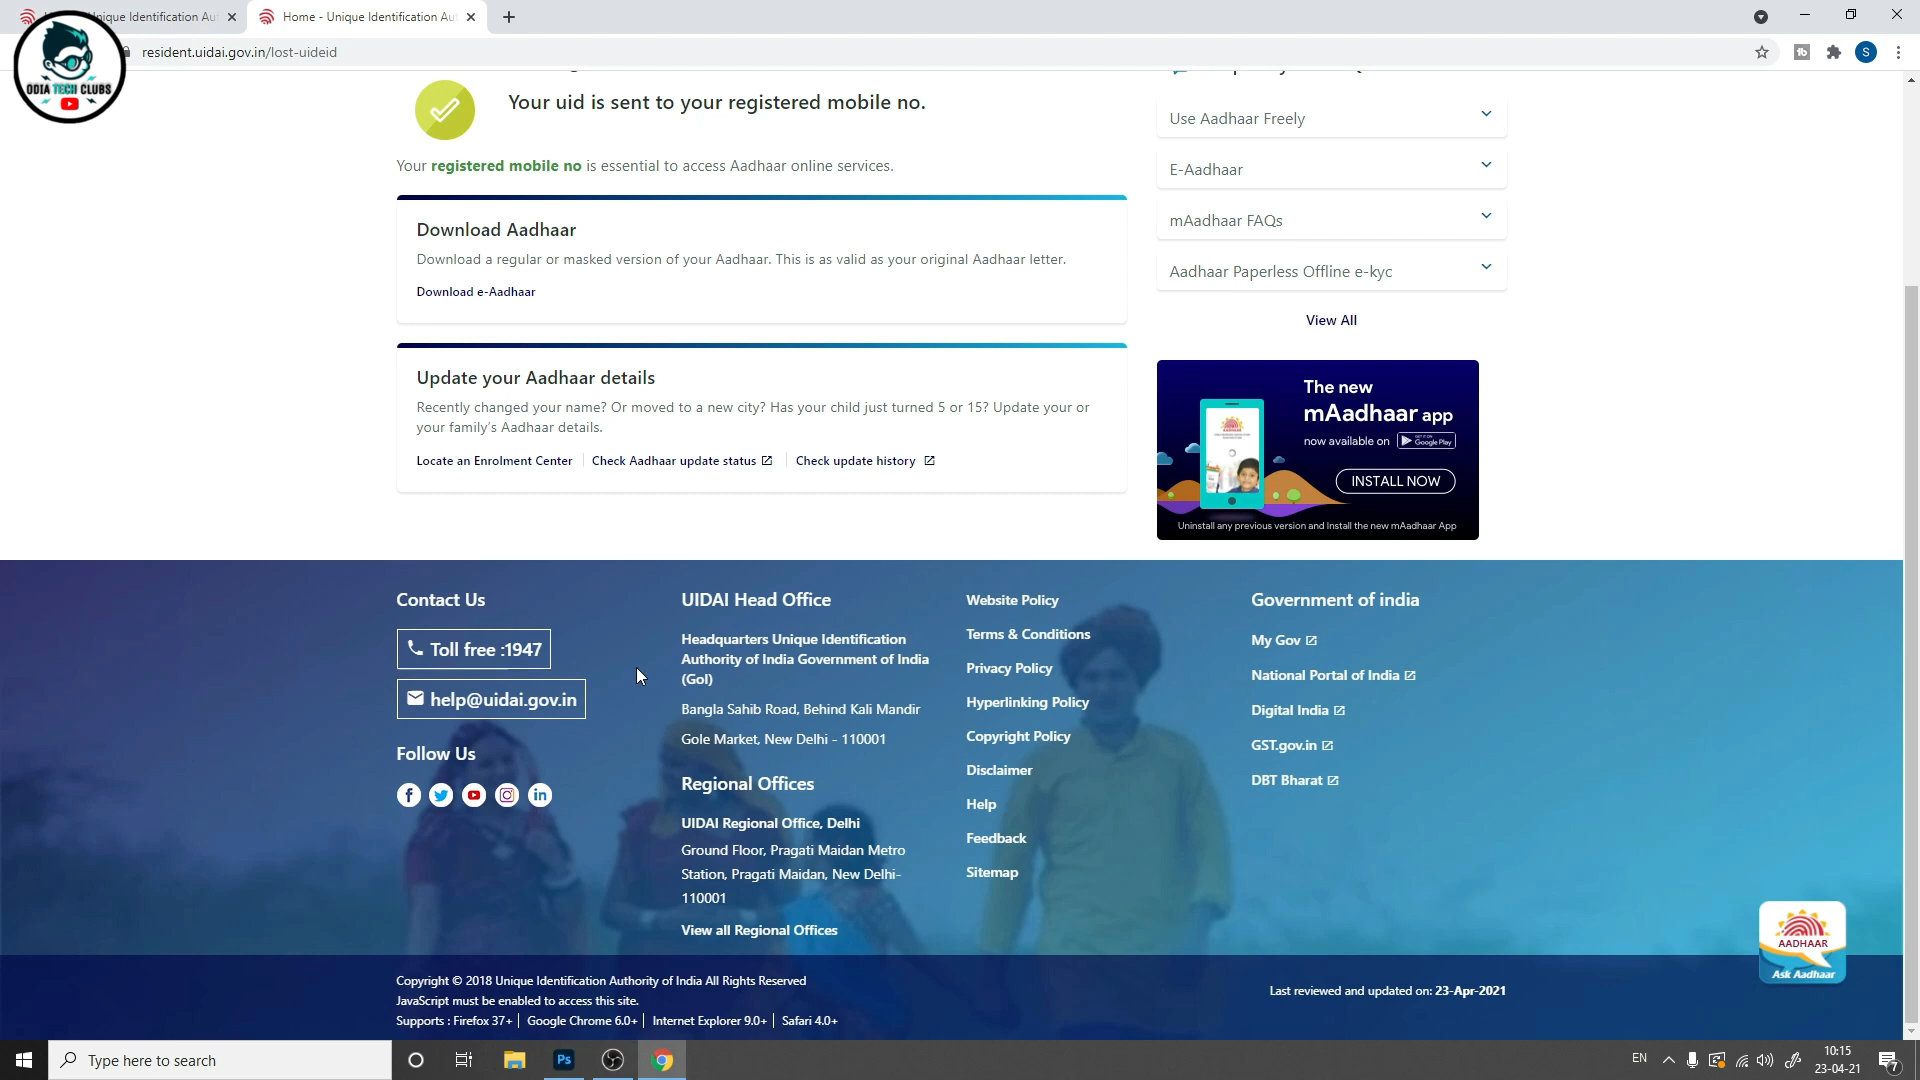 nique Identification Aut
Home - Unique Identification Aut
resident.uidai.gov.in/lost-uideid
S
ODIA TECH CLUBS
Your uid is sent to your registered mobile no.
Your registered mobile no is essential to access Aadhaar online services.
Download Aadhaar
Download a regular or masked version of your Aadhaar. This is as valid as your original Aadhaar letter.
Download e-Aadhaar
Update your Aadhaar details
Recently changed your name? Or moved to a new city? Has your child just turned 5 or 15? Update your or
your family's Aadhaar details.
Locate an Enrolment Center
Check Aadhaar update status
Check update history
Use Aadhaar Freely
E-Aadhaar
mAadhaar FAQs
Aadhaar Paperless Offline e-kyc
View All
The new
mAadhaar app
now available on GET IT ON Google Play
INSTALL NOW
Uninstall any previous version and Install the new mAadhaar App
Contact Us
Toll free :1947
help@uidai.gov.in
Follow Us
UIDAI Head Office
Headquarters Unique Identification
Authority of India Government of India
(GoI)
Bangla Sahib Road, Behind Kali Mandir
Gole Market, New Delhi - 110001
Regional Offices
UIDAI Regional Office, Delhi
Ground Floor, Pragati Maidan Metro
Station, Pragati Maidan, New Delhi-
110001
View all Regional Offices
Website Policy
Terms & Conditions
Privacy Policy
Hyperlinking Policy
Copyright Policy
Disclaimer
Help
Feedback
Sitemap
Government of india
My Gov
National Portal of India
Digital India
GST.gov.in
DBT Bharat
AADHAAR
Ask Aadhaar
Copyright © 2018 Unique Identification Authority of India All Rights Reserved
JavaScript must be enabled to access this site.
Supports : Firefox 37+ | Google Chrome 6.0+ | Internet Explorer 9.0+ | Safari 4.0+
Last reviewed and updated on: 23-Apr-2021
Type here to search
Ps
EN
10:15
23-04-21
7